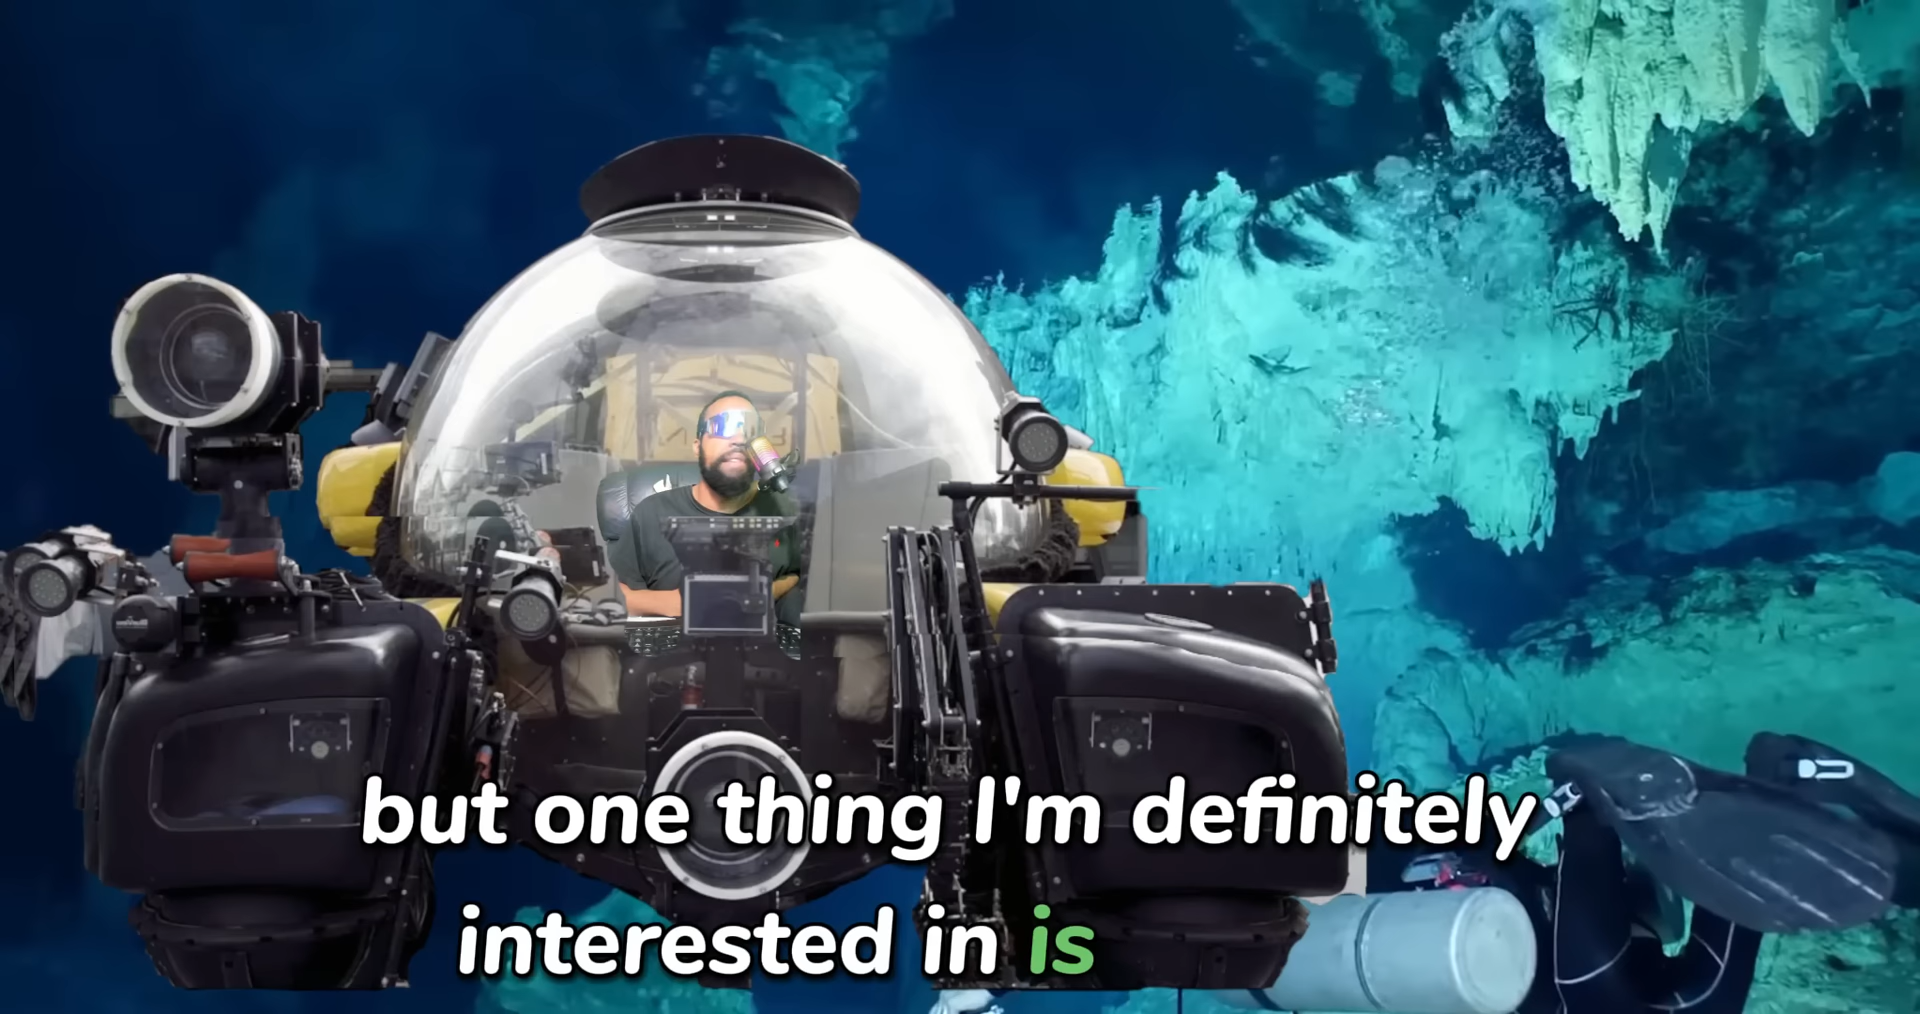 but one thing I'm definitely
interested in is